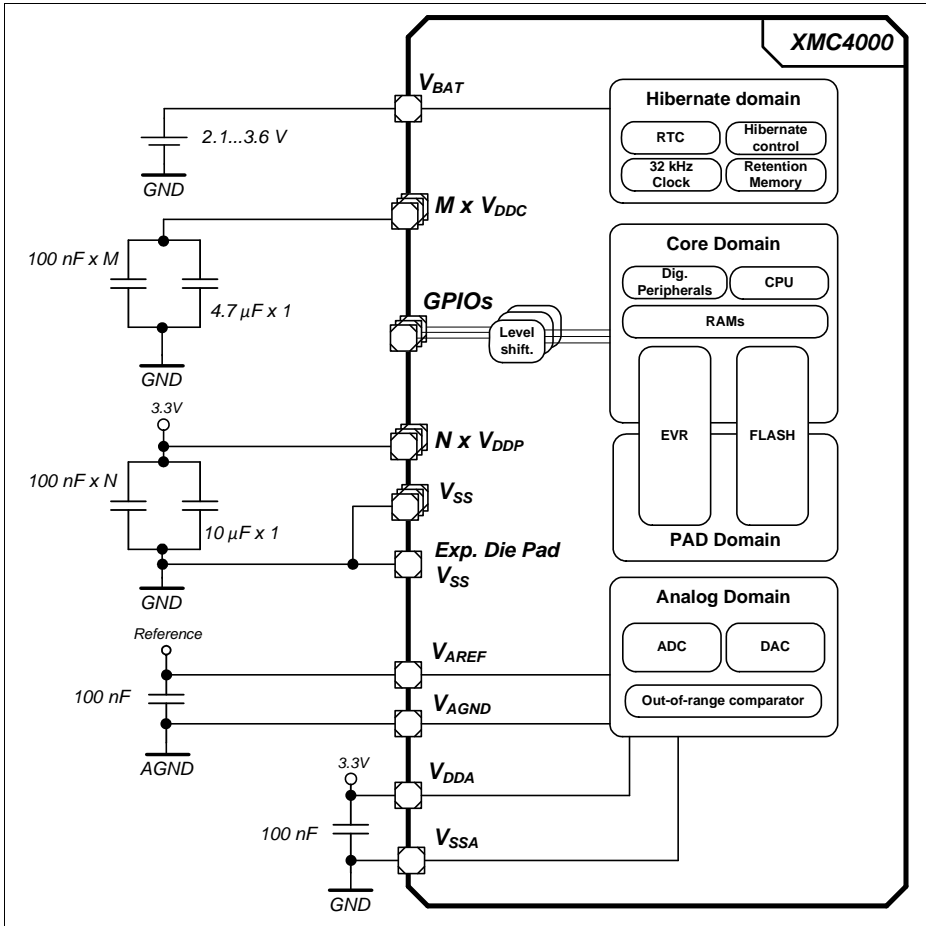 XMC4000
VBAT
2.1...3.6 V
GND
Hibernate domain
RTC
Hibernate
control
32 kHz
Clock
Retention
Memory
M x VDDC
100 nF x M
4.7 µF x 1
GND
GPIOs
Level
shift.
Core Domain
Dig.
Peripherals
CPU
RAMs
EVR
FLASH
PAD Domain
3.3V
N x VDDP
100 nF x N
10 µF x 1
VSS
Exp. Die Pad
VSS
GND
Analog Domain
ADC
DAC
Out-of-range comparator
Reference
VAREF
100 nF
VAGND
AGND
3.3V
VDDA
100 nF
VSSA
GND